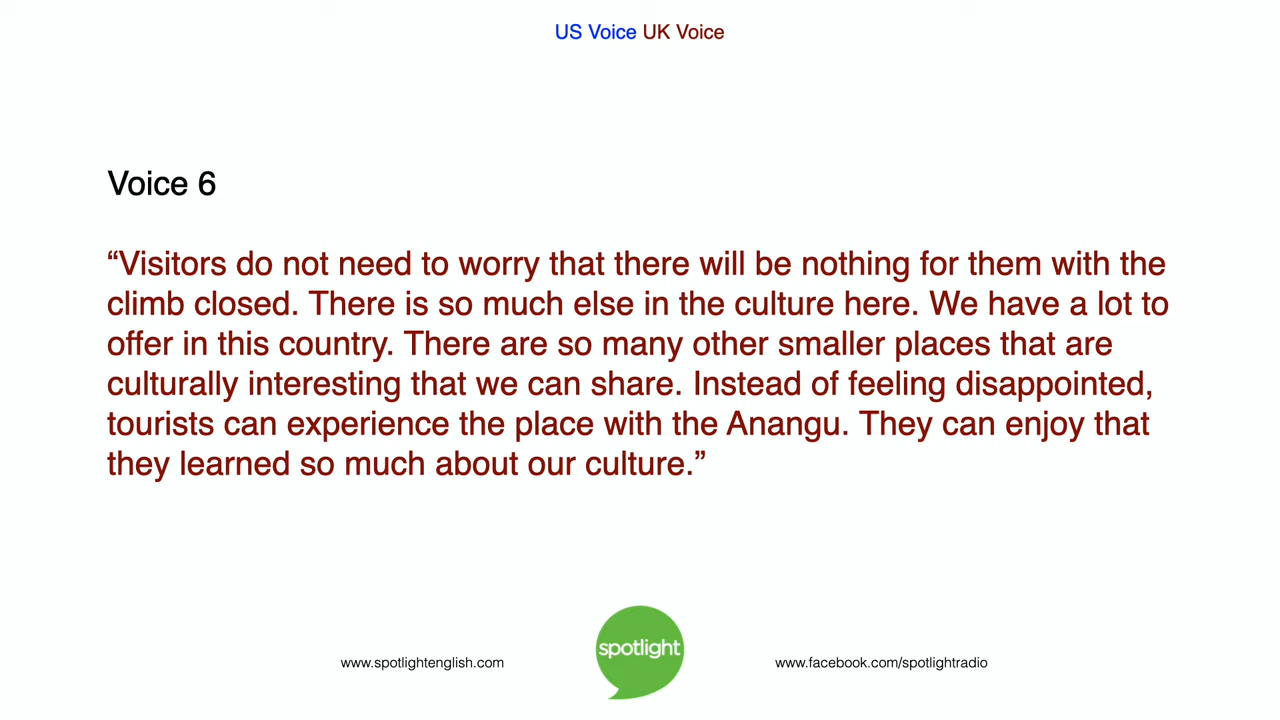 US Voice UK Voice
Voice 6
“Visitors do not need to worry that there will be nothing for them with the
climb closed. There is so much else in the culture here. We have a lot to
offer in this country. There are so many other smaller places that are
culturally interesting that we can share. Instead of feeling disappointed,
tourists can experience the place with the Anangu. They can enjoy that
they learned so much about our culture.”
www.spotlightenglish.com
spotlight
www.facebook.com/spotlightradio